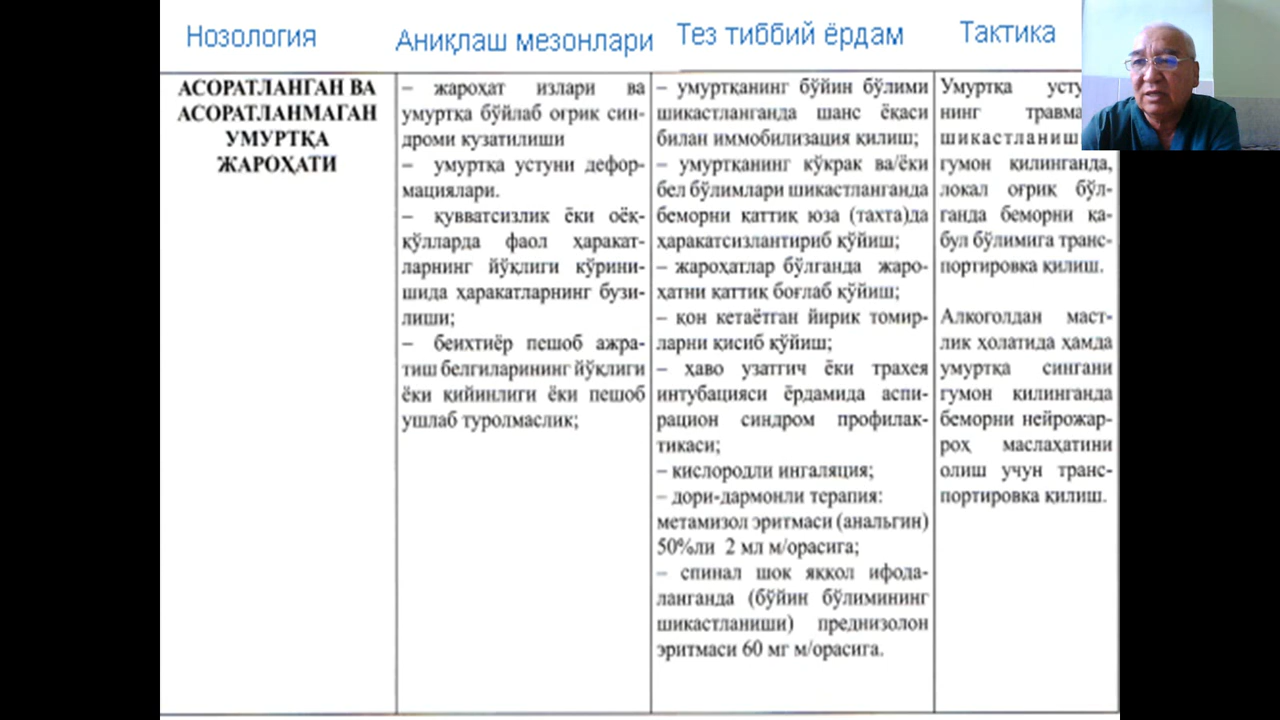 Нозология
Аниқлаш мезонлари
Тез тиббий ёрдам
Тактика
АСОРАТЛАНГАН ВА
АСОРАТЛАНМАГАН
УМУРТҚА
ЖАРОҲАТИ
– жароҳат излари ва
умуртқа бўйлаб оғриқ син-
дроми кузатилиши
– умуртқа устуни дефор-
мациялари.
– қувватсизлик ёки оёқ-
қўлларда фаол ҳаракат-
ларнинг йўқлиги кўрини-
шида ҳаракатларнинг бузи-
лиши;
– беихтиёр пешоб ажра-
тиш белгиларининг йўқлиги
ёки қийинлиги ёки пешоб
ушлаб туролмаслик;
– умуртқанинг бўйин бўлими
шикастланганда шанс ёқаси
билан иммобилизация қилиш;
– умуртқанинг кўкрак ва/ёки
бел бўлимлари шикастланганда
беморни қаттиқ юза (тахта)да
ҳаракатсизлантириб қўйиш;
– жароҳатлар бўлганда жаро-
ҳатни қаттиқ боғлаб қўйиш;
– қон кетаётган йирик томир-
ларни қисиб қўйиш;
– ҳаво узатгич ёки трахея
интубацияси ёрдамида аспи-
рацион синдром профилак-
тикаси;
– кислородли ингаляция;
– дори-дармонли терапия:
метамизол эритмаси (анальгин)
50%ли 2 мл м/орасига;
– спинал шок яққол ифода-
ланганда (бўйин бўлимининг
шикастланиши) преднизолон
эритмаси 60 мг м/орасига.
Умуртқа
нинг
гумон қилинганда,
локал оғриқ бўл-
ганда беморни қа-
бул бўлимига транс-
портировка қилиш.
Алкоголдан маст-
лик ҳолатида ҳамда
умуртқа сингани
гумон қилинганда
беморни нейрожар-
роҳ маслаҳатини
олиш учун транс-
портировка қилиш.